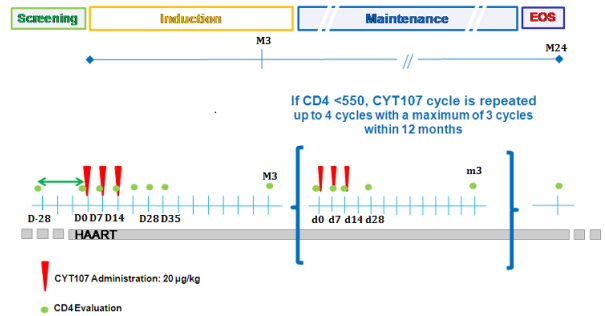 Screening Induction Maintenance EOS
M3
M24
If CD4 <550, CYT107 cycle is repeated
up to 4 cycles with a maximum of 3 cycles
within 12 months
M3 m3
D-28 D0 D7 D14 D28 D35 d0 d7 d14 d28
HAART
CYT107 Administration: 20 µg/kg
CD4 Evaluation